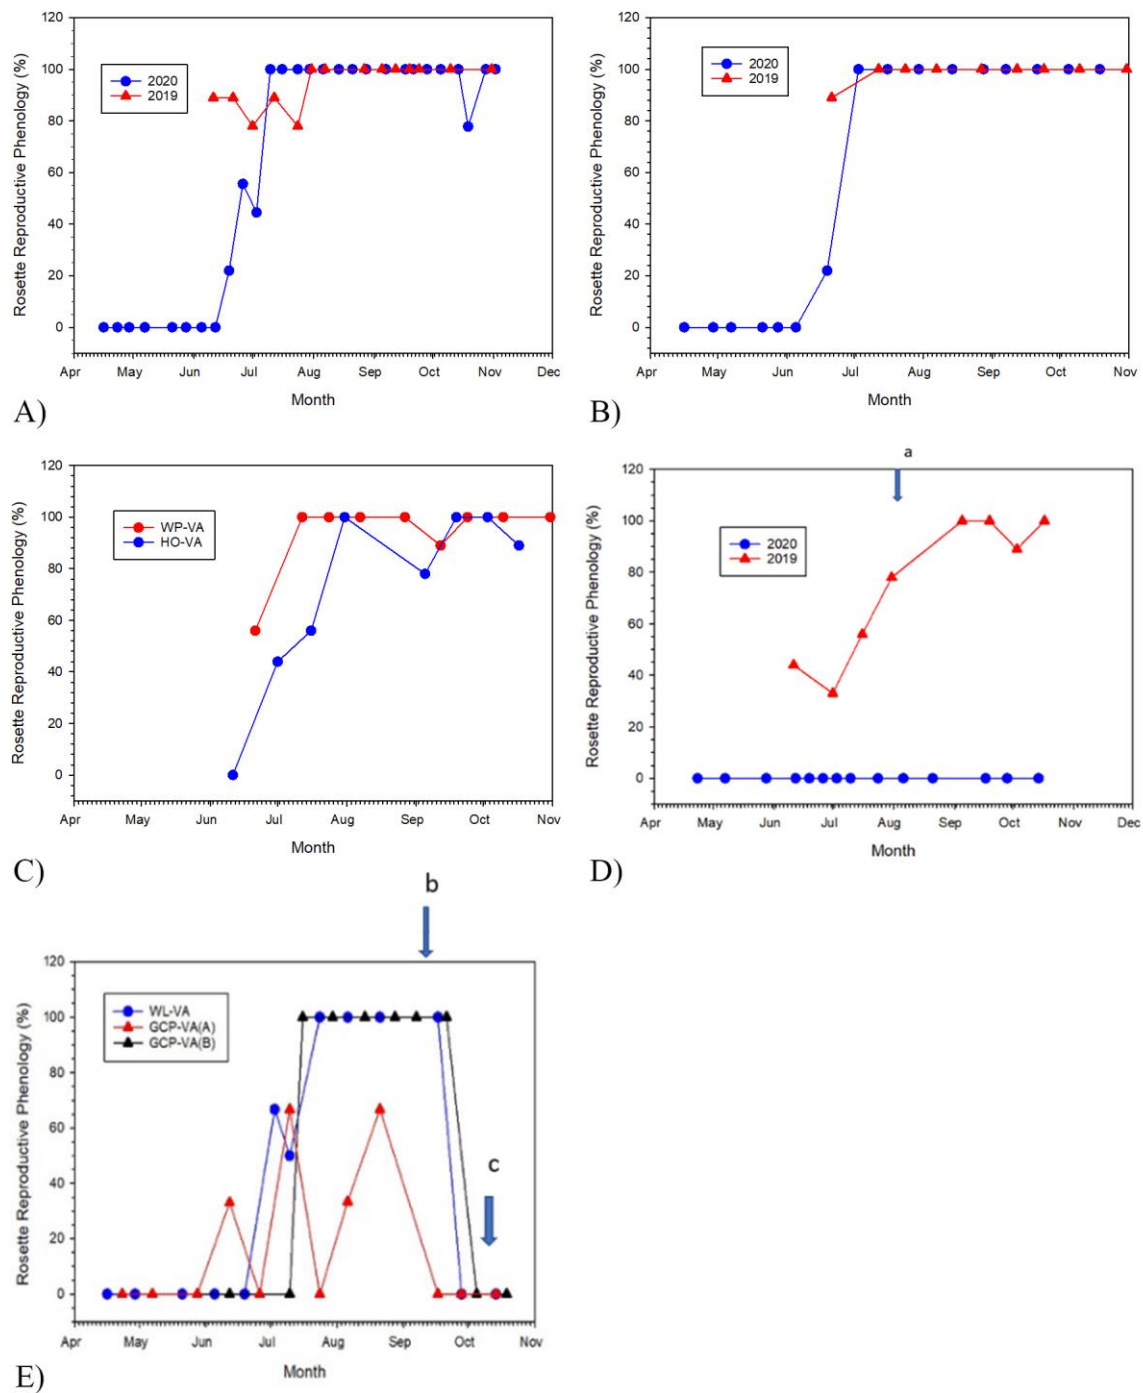 120
100
80
60
40
20
0
Rosette Reproductive Phenology (%)
2020
2019
Apr May Jun Jul Aug Sep Oct Nov Dec
Month
A)
120
100
80
60
40
20
0
Rosette Reproductive Phenology (%)
2020
2019
Apr May Jun Jul Aug Sep Oct Nov
Month
B)
120
100
80
60
40
20
0
Rosette Reproductive Phenology (%)
WP-VA
HO-VA
Apr May Jun Jul Aug Sep Oct Nov
Month
C)
a
120
100
80
60
40
20
0
Rosette Reproductive Phenology (%)
2020
2019
Apr May Jun Jul Aug Sep Oct Nov Dec
Month
D)
b
120
100
80
60
40
20
0
Rosette Reproductive Phenology (%)
WL-VA
GCP-VA(A)
GCP-VA(B)
c
Apr May Jun Jul Aug Sep Oct Nov
Month
E)